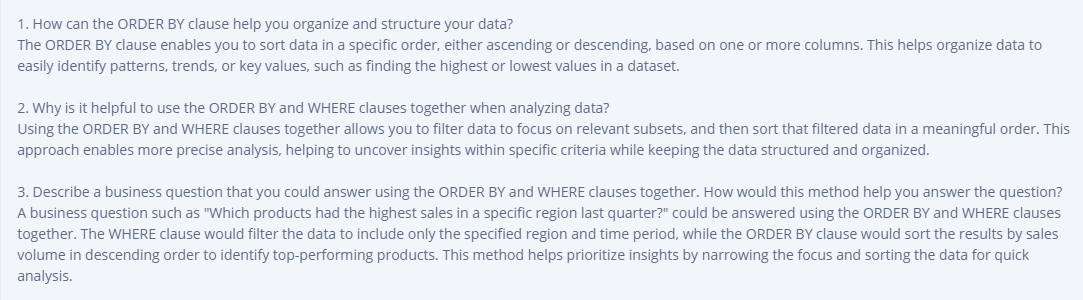 1. How can the ORDER BY clause help you organize and structure your data?
The ORDER BY clause enables you to sort data in a specific order, either ascending or descending, based on one or more columns. This helps organize data to
easily identify patterns, trends, or key values, such as finding the highest or lowest values in a dataset.
2. Why is it helpful to use the ORDER BY and WHERE clauses together when analyzing data?
Using the ORDER BY and WHERE clauses together allows you to filter data to focus on relevant subsets, and then sort that filtered data in a meaningful order. This
approach enables more precise analysis, helping to uncover insights within specific criteria while keeping the data structured and organized.
3. Describe a business question that you could answer using the ORDER BY and WHERE clauses together. How would this method help you answer the question?
A business question such as "Which products had the highest sales in a specific region last quarter?" could be answered using the ORDER BY and WHERE clauses
together. The WHERE clause would filter the data to include only the specified region and time period, while the ORDER BY clause would sort the results by sales
volume in descending order to identify top-performing products. This method helps prioritize insights by narrowing the focus and sorting the data for quick
analysis.